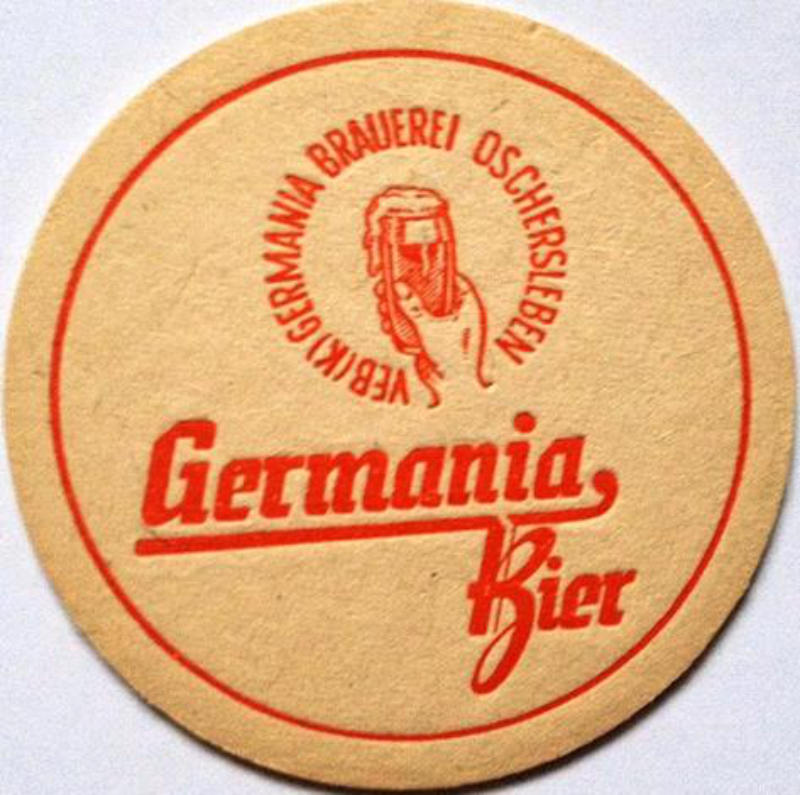 VEB(K) GERMANIA BRAUEREI OSCHERSLEBEN
Germania
Bier